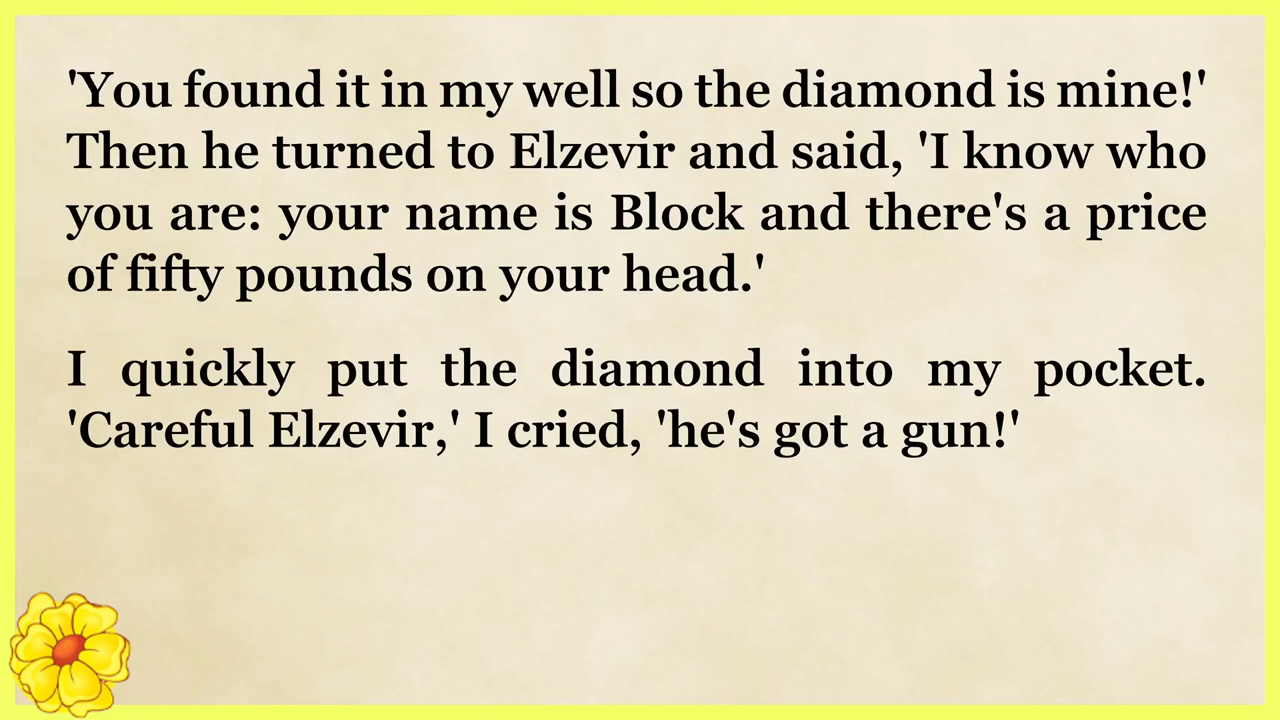 'You found it in my well so the diamond is mine!'
Then he turned to Elzevir and said, 'I know who
you are: your name is Block and there's a price
of fifty pounds on your head.'
I quickly put the diamond into my pocket.
'Careful Elzevir,' I cried, 'he's got a gun!'